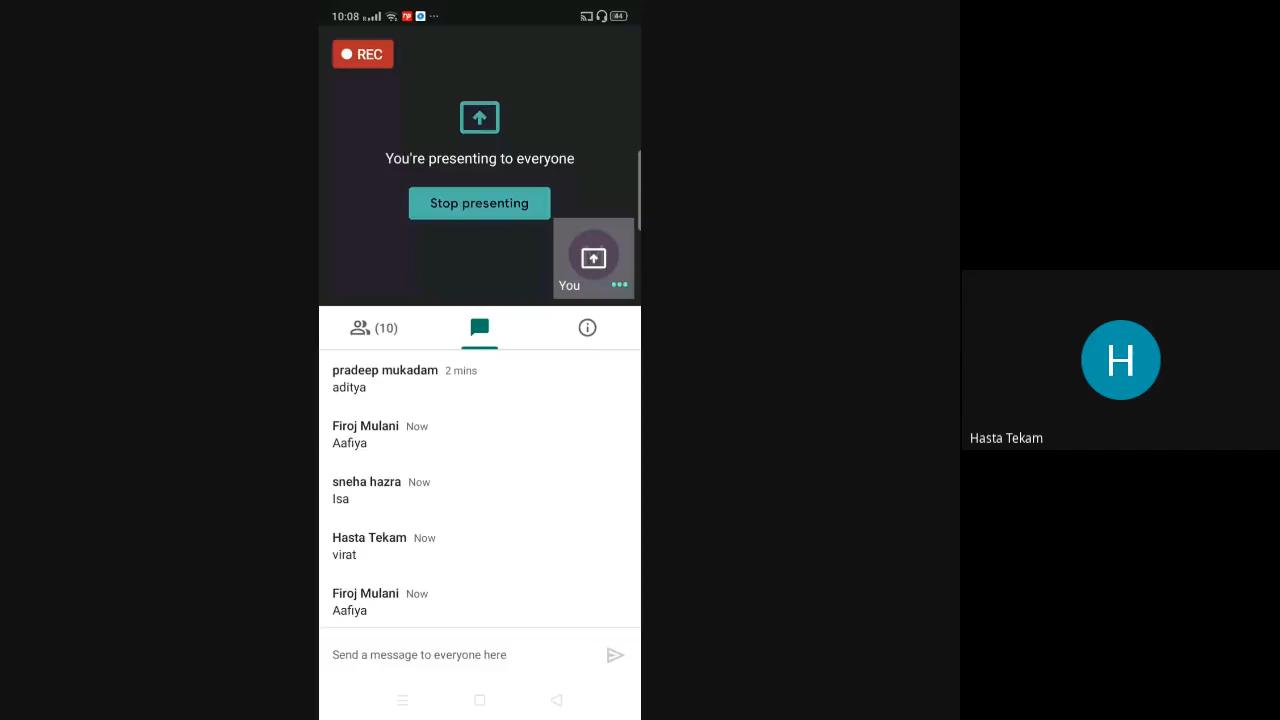 10:08
44
REC
You're presenting to everyone
Stop presenting
You
(10)
pradeep mukadam 2 mins
aditya
Firoj Mulani Now
Aafiya
sneha hazra Now
Isa
Hasta Tekam Now
virat
Firoj Mulani Now
Aafiya
Send a message to everyone here
H
Hasta Tekam